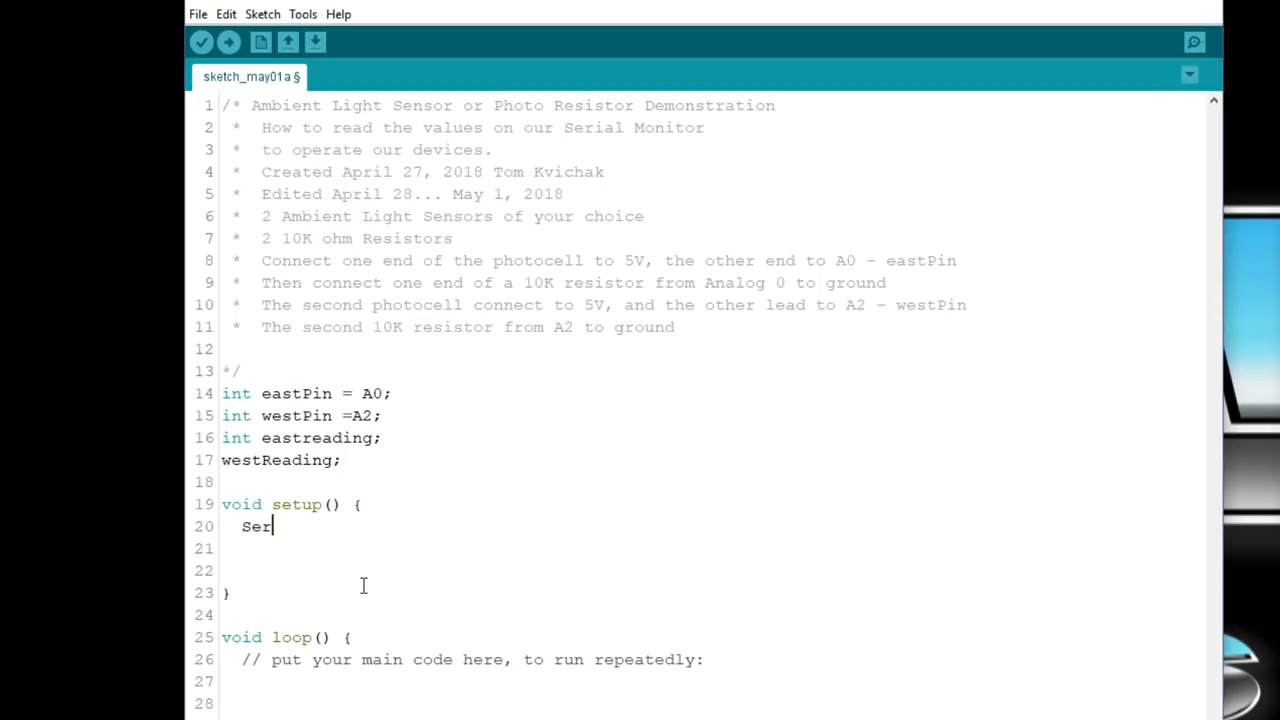 File Edit Sketch Tools Help
sketch_may01a §
1 /* Ambient Light Sensor or Photo Resistor Demonstration
2 * How to read the values on our Serial Monitor
3 * to operate our devices.
4 * Created April 27, 2018 Tom Kvichak
5 * Edited April 28... May 1, 2018
6 * 2 Ambient Light Sensors of your choice
7 * 2 10K ohm Resistors
8 * Connect one end of the photocell to 5V, the other end to A0 - eastPin
9 * Then connect one end of a 10K resistor from Analog 0 to ground
10 * The second photocell connect to 5V, and the other lead to A2 - westPin
11 * The second 10K resistor from A2 to ground
12
13 */
14 int eastPin = A0;
15 int westPin =A2;
16 int eastreading;
17 westReading;
18
19 void setup() {
20 Ser
21
22
23 }
24
25 void loop() {
26 // put your main code here, to run repeatedly:
27
28